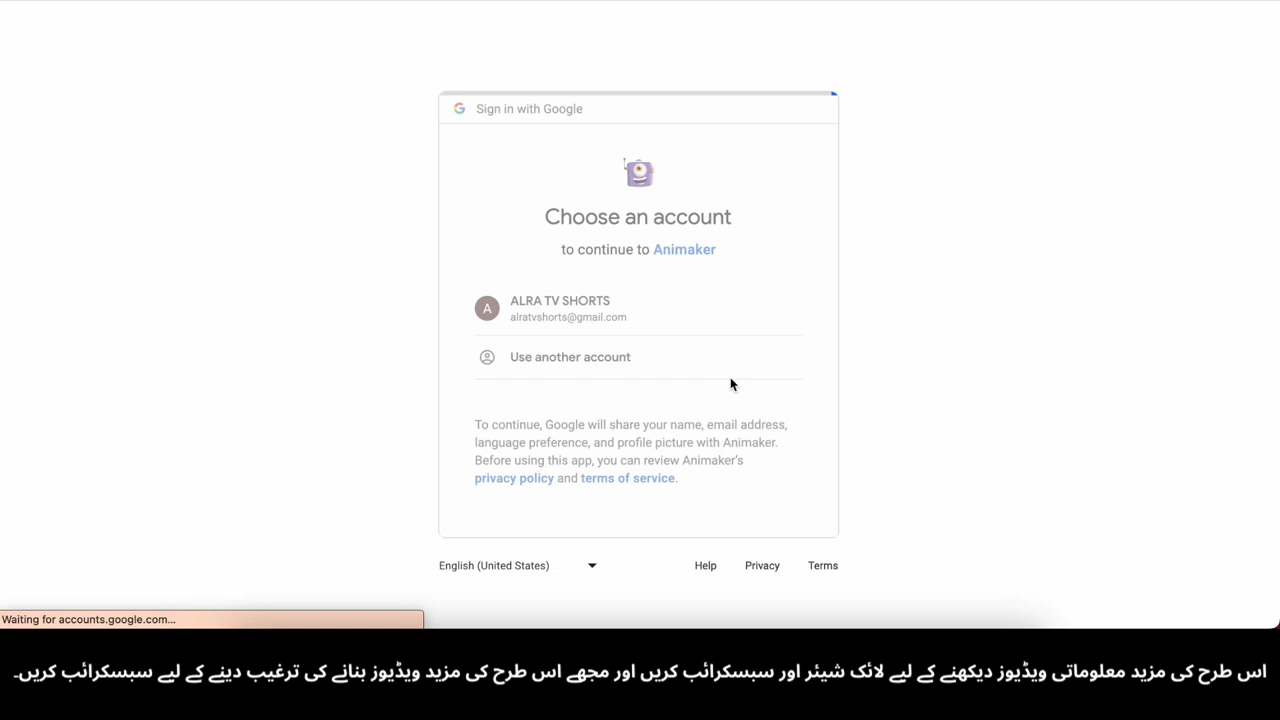 Sign in with Google
Choose an account
to continue to Animaker
A
ALRA TV SHORTS
alratvshorts@gmail.com
Use another account
To continue, Google will share your name, email address,
language preference, and profile picture with Animaker.
Before using this app, you can review Animaker's
privacy policy and terms of service.
English (United States)
Help
Privacy
Terms
Waiting for accounts.google.com...
اس طرح کی مزید معلوماتی ویڈیوز دیکھنے کے لیے لائک شیئر اور سبسکرائب کریں اور مجھے اس طرح کی مزید ویڈیوز بنانے کی ترغیب دینے کے لیے سبسکرائب کریں۔